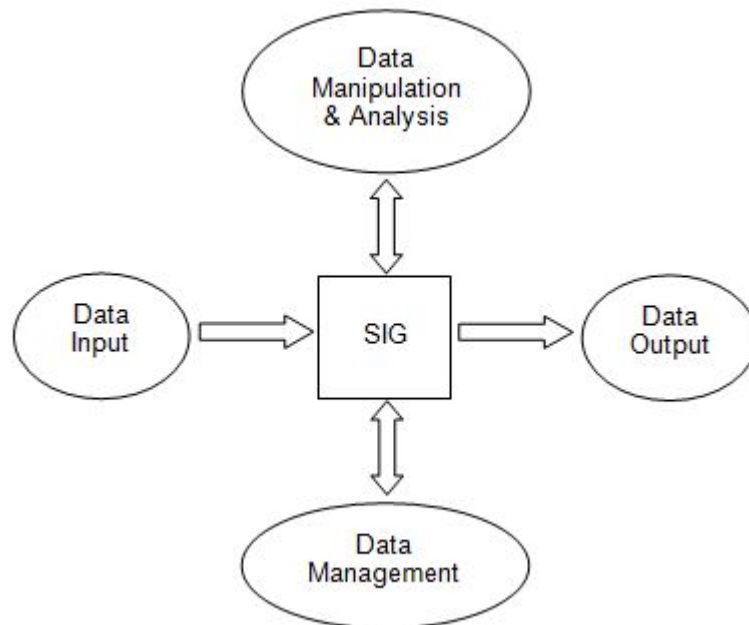 Data
Manipulation
& Analysis
Data
Input
SIG
Data
Output
Data
Management